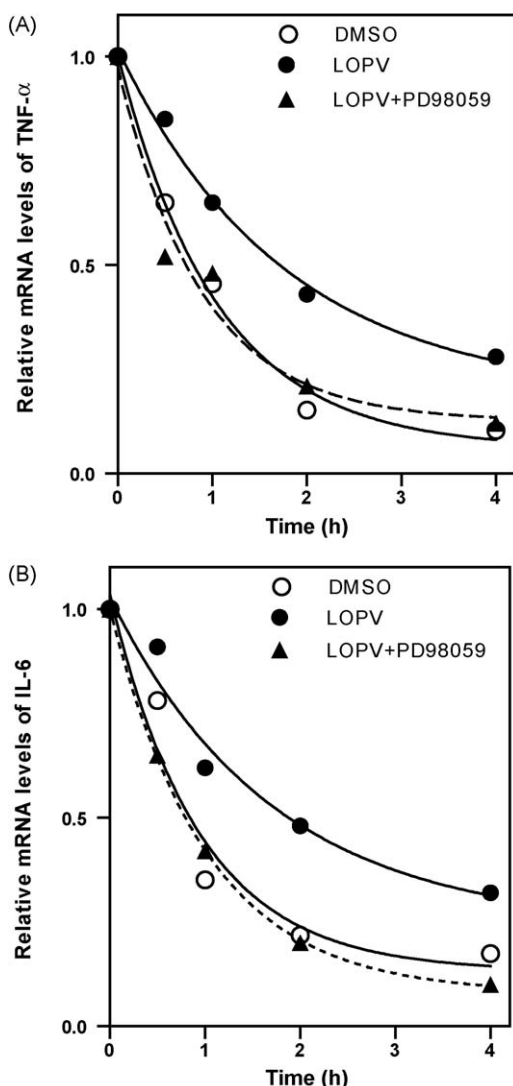 (A)
DMSO
LOPV
LOPV+PD98059
Relative mRNA levels of TNF-α
1.0
0.5
0.0
0 1 2 3 4
Time (h)
(B)
DMSO
LOPV
LOPV+PD98059
Relative mRNA levels of IL-6
1.0
0.5
0.0
0 1 2 3 4
Time (h)